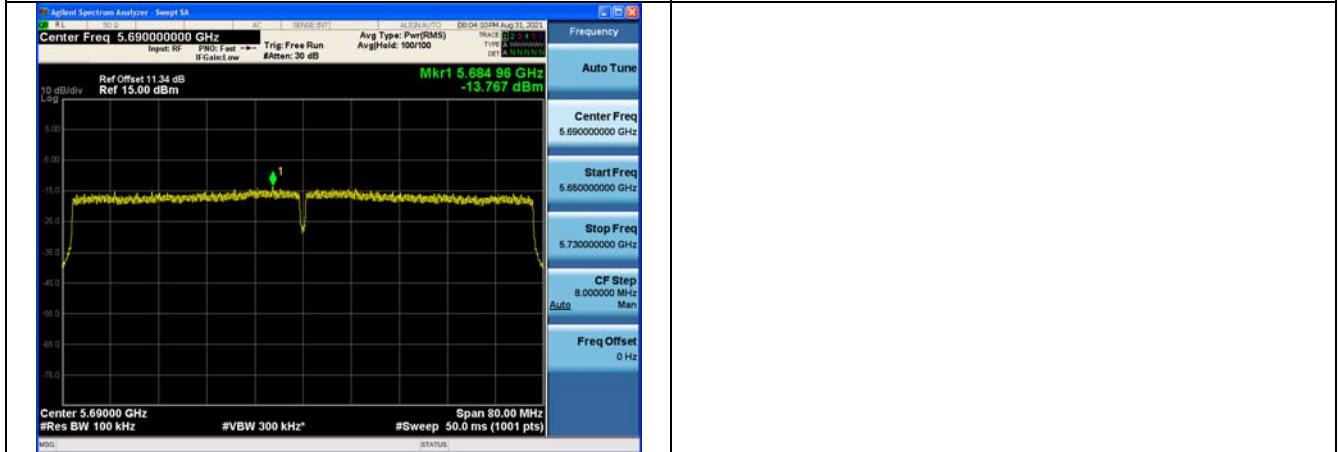 Agilent Spectrum Analyzer - Swept SA
RL 50 Ω AC SENSE:INT ALIGN AUTO 08:04:10PM Aug 31, 2021
Center Freq 5.690000000 GHz
Input: RF PNO: Fast Trig: Free Run
IFGain:Low #Atten: 30 dB
Avg Type: Pwr(RMS)
Avg|Hold: 100/100
TRACE 1 2 3 4 5 6
TYPE A WWWWW
DET A N N N N N
Frequency
Ref Offset 11.34 dB
10 dB/div Ref 15.00 dBm
Log
Mkr1 5.684 96 GHz
-13.767 dBm
5.00
-5.00
-15.0
-25.0
-35.0
-45.0
-55.0
-65.0
-75.0
1
Center 5.69000 GHz
Span 80.00 MHz
#Res BW 100 kHz #VBW 300 kHz* #Sweep 50.0 ms (1001 pts)
MSG STATUS
Auto Tune
Center Freq
5.690000000 GHz
Start Freq
5.650000000 GHz
Stop Freq
5.730000000 GHz
CF Step
8.000000 MHz
Auto Man
Freq Offset
0 Hz